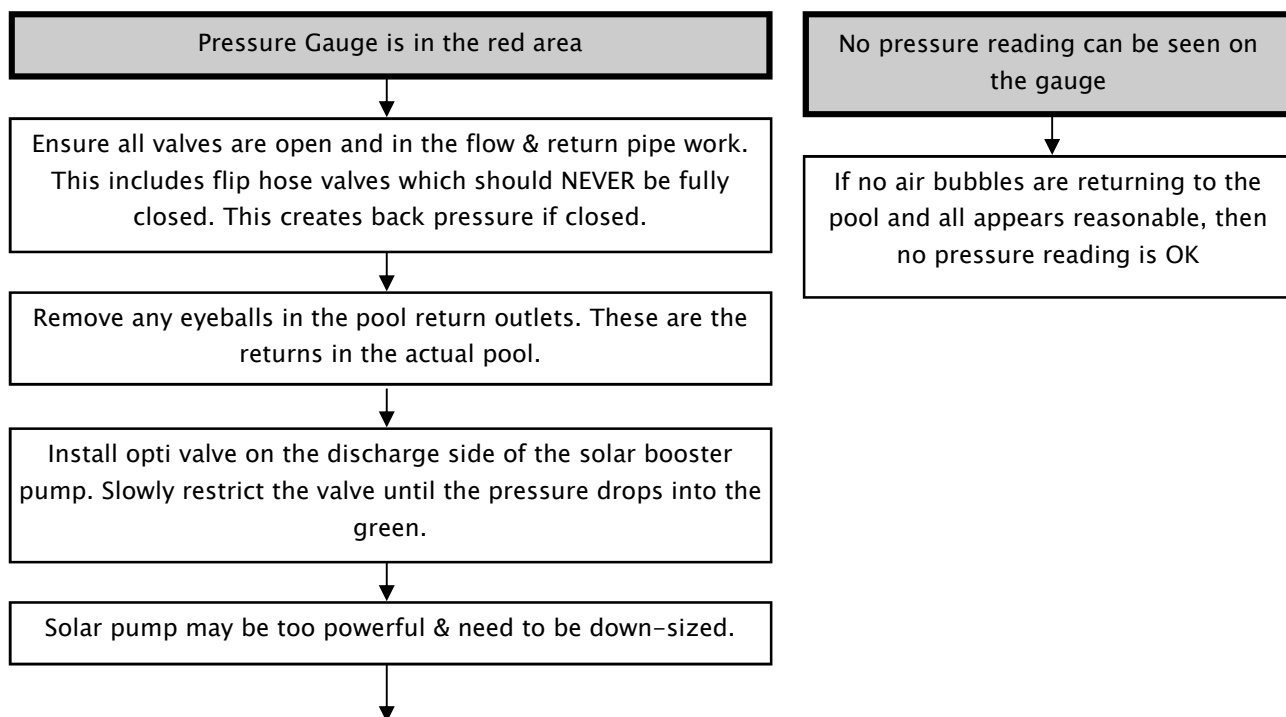 Pressure Gauge is in the red area
Ensure all valves are open and in the flow & return pipe work.
This includes flip hose valves which should NEVER be fully
closed. This creates back pressure if closed.
Remove any eyeballs in the pool return outlets. These are the
returns in the actual pool.
Install opti valve on the discharge side of the solar booster
pump. Slowly restrict the valve until the pressure drops into the
green.
Solar pump may be too powerful & need to be down-sized.
No pressure reading can be seen on
the gauge
If no air bubbles are returning to the
pool and all appears reasonable, then
no pressure reading is OK